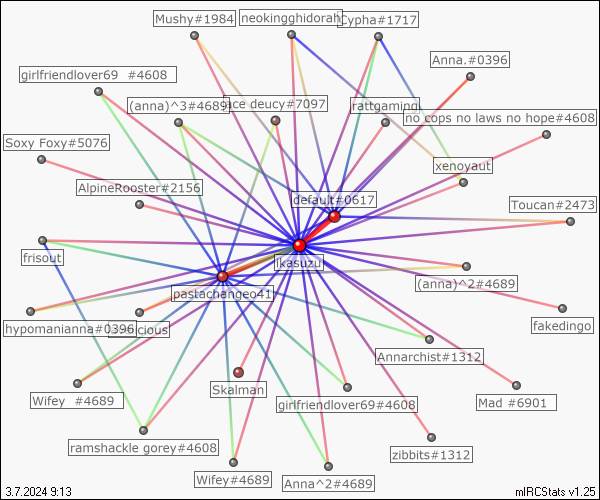 Mushy#1984
neokingghidorah
Cypha#1717
Anna.#0396
girlfriendlover69 #4608
(anna)^3#4689
ace deucy#7097
ratcgaming
no cops no laws no hope#4608
Soxy Foxy#5076
xenoyaut
AlpineRooster#2156
default#0617
Toucan#2473
frisout
ikasuzu
pastachangeo41
(anna)^2#4689
hypomanianna#0396
fakedingo
Annarchist#1312
Skalman
Wifey #4689
girlfriendlover69#4608
Mad #6901
ramshackle gorey#4608
zibbits#1312
Wifey#4689
Anna^2#4689
3.7.2024 9:13
mIRCStats v1.25